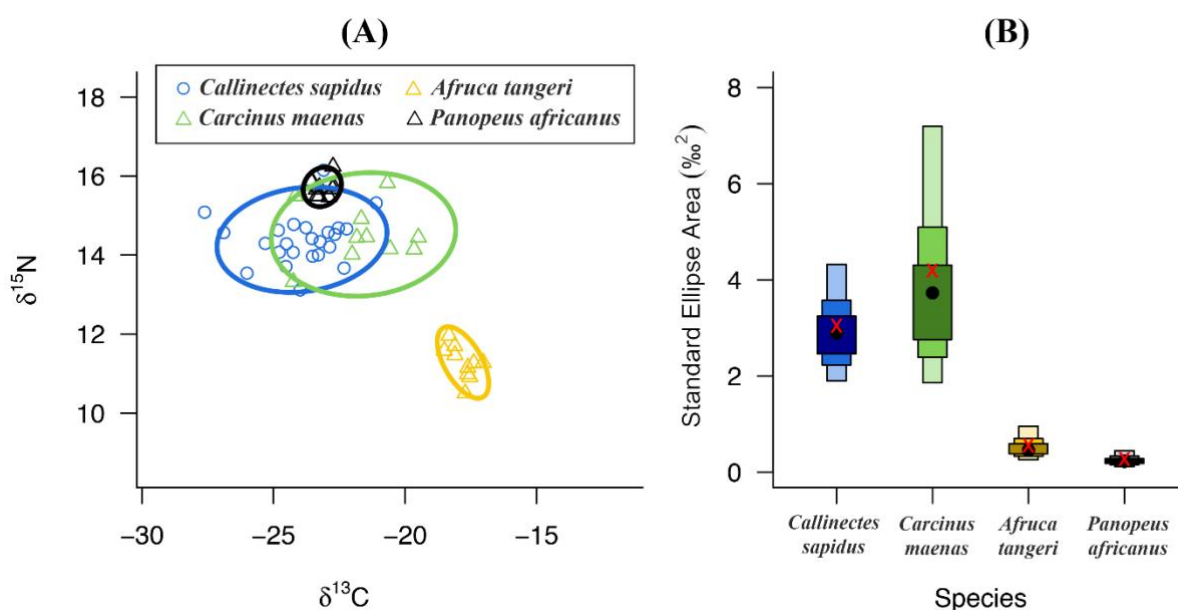 (A)
Callinectes sapidus Afruca tangeri
Carcinus maenas Panopeus africanus
18
16
14
12
10
δ15N
−30 −25 −20 −15
δ13C
(B)
8
6
4
2
0
Standard Ellipse Area (‰²)
X X X X
Callinectes sapidus
Carcinus maenas
Afruca tangeri
Panopeus africanus
Species